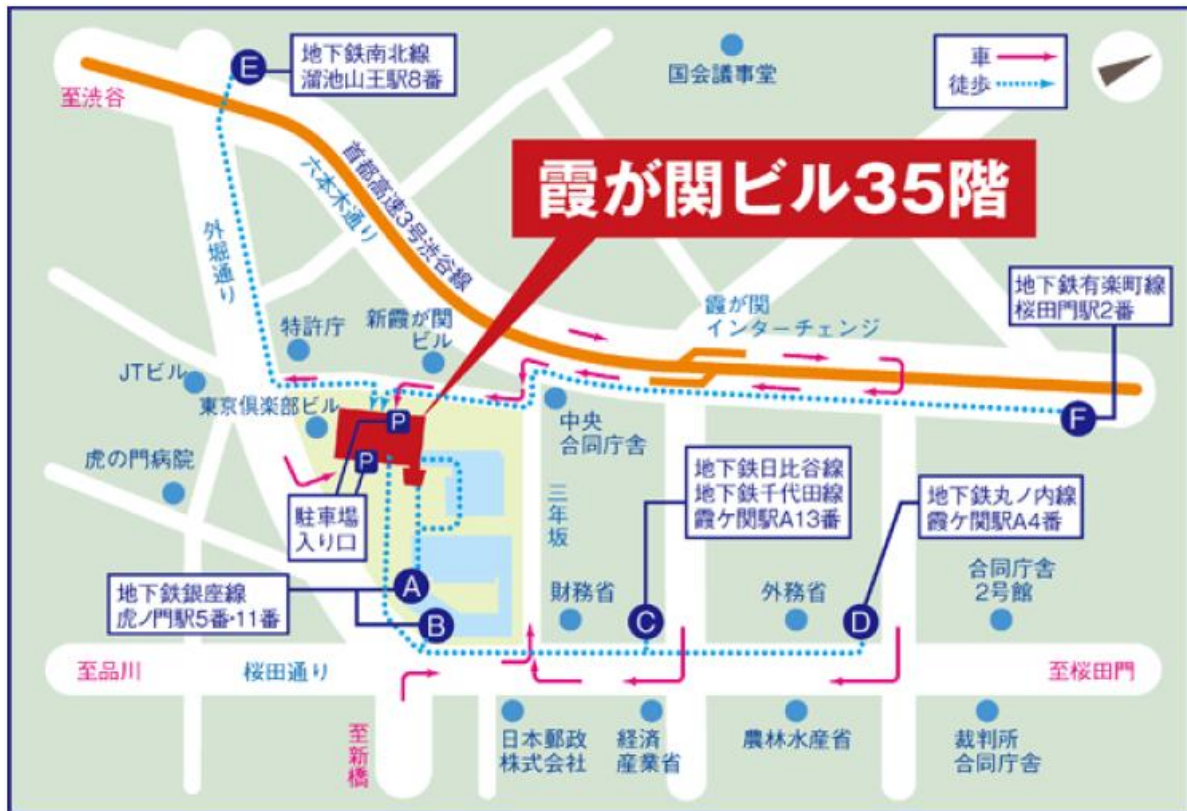 E
地下鉄南北線
溜池山王駅8番
国会議事堂
車
徒歩
至渋谷
首都高速3号渋谷線
六本木通り
霞が関ビル35階
外堀通り
地下鉄有楽町線
桜田門駅2番
霞が関
インターチェンジ
特許庁
新霞が関
ビル
JTビル
東京倶楽部ビル
P
P
中央
合同庁舎
F
虎の門病院
駐車場
入り口
三年坂
地下鉄日比谷線
地下鉄千代田線
霞ケ関駅A13番
地下鉄丸ノ内線
霞ケ関駅A4番
地下鉄銀座線
虎ノ門駅5番・11番
A
B
財務省
C
外務省
D
合同庁舎
2号館
至品川
桜田通り
至桜田門
至新橋
日本郵政
株式会社
経済
産業省
農林水産省
裁判所
合同庁舎